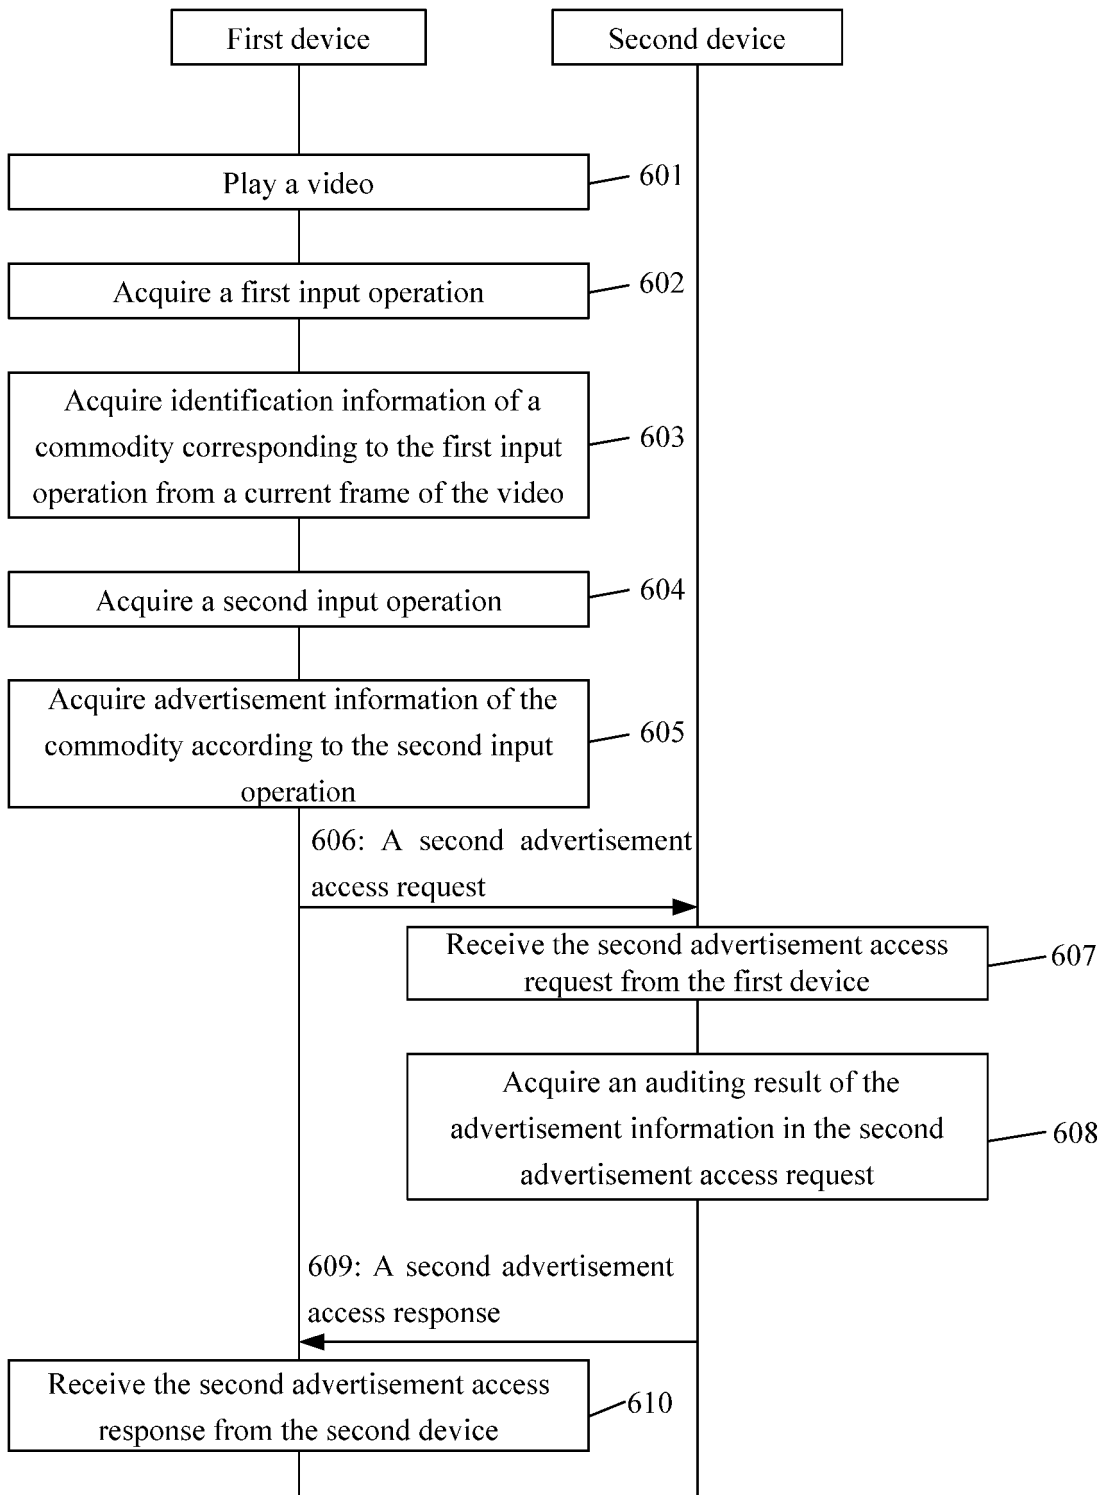 First device
Second device
Play a video
601
Acquire a first input operation
602
Acquire identification information of a
commodity corresponding to the first input
operation from a current frame of the video
603
Acquire a second input operation
604
Acquire advertisement information of the
commodity according to the second input
operation
605
606: A second advertisement
access request
Receive the second advertisement access
request from the first device
607
Acquire an auditing result of the
advertisement information in the second
advertisement access request
608
609: A second advertisement
access response
Receive the second advertisement access
response from the second device
610